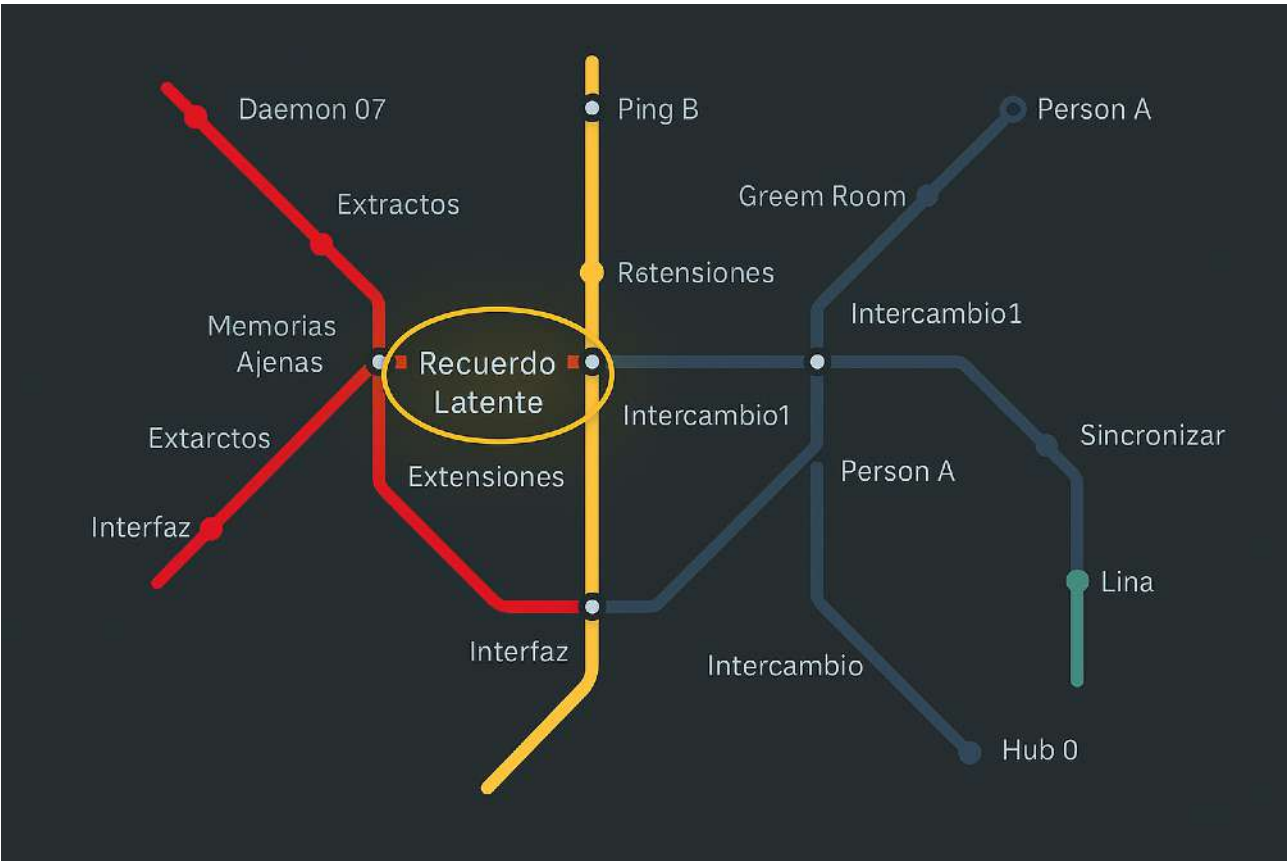 Daemon 07
Ping B
Person A
Extractos
Greem Room
R6tensiones
Intercambio1
Memorias
Ajenas
Recuerdo
Latente
Intercambio1
Extarctos
Sincronizar
Extensiones
Person A
Interfaz
Lina
Interfaz
Intercambio
Hub 0